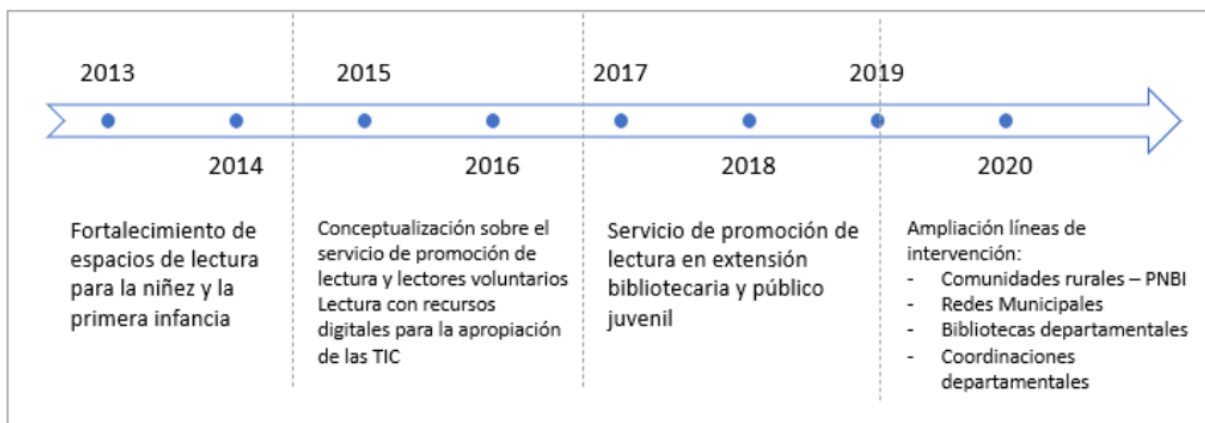 2013
2015
2017
2019
2014
2016
2018
2020
Fortalecimiento de
espacios de lectura
para la niñez y la
primera infancia
Conceptualización sobre el
servicio de promoción de
lectura y lectores voluntarios
Lectura con recursos
digitales para la apropiación
de las TIC
Servicio de promoción de
lectura en extensión
bibliotecaria y público
juvenil
Ampliación líneas de
intervención:
- Comunidades rurales – PNBI
- Redes Municipales
- Bibliotecas departamentales
- Coordinaciones
departamentales